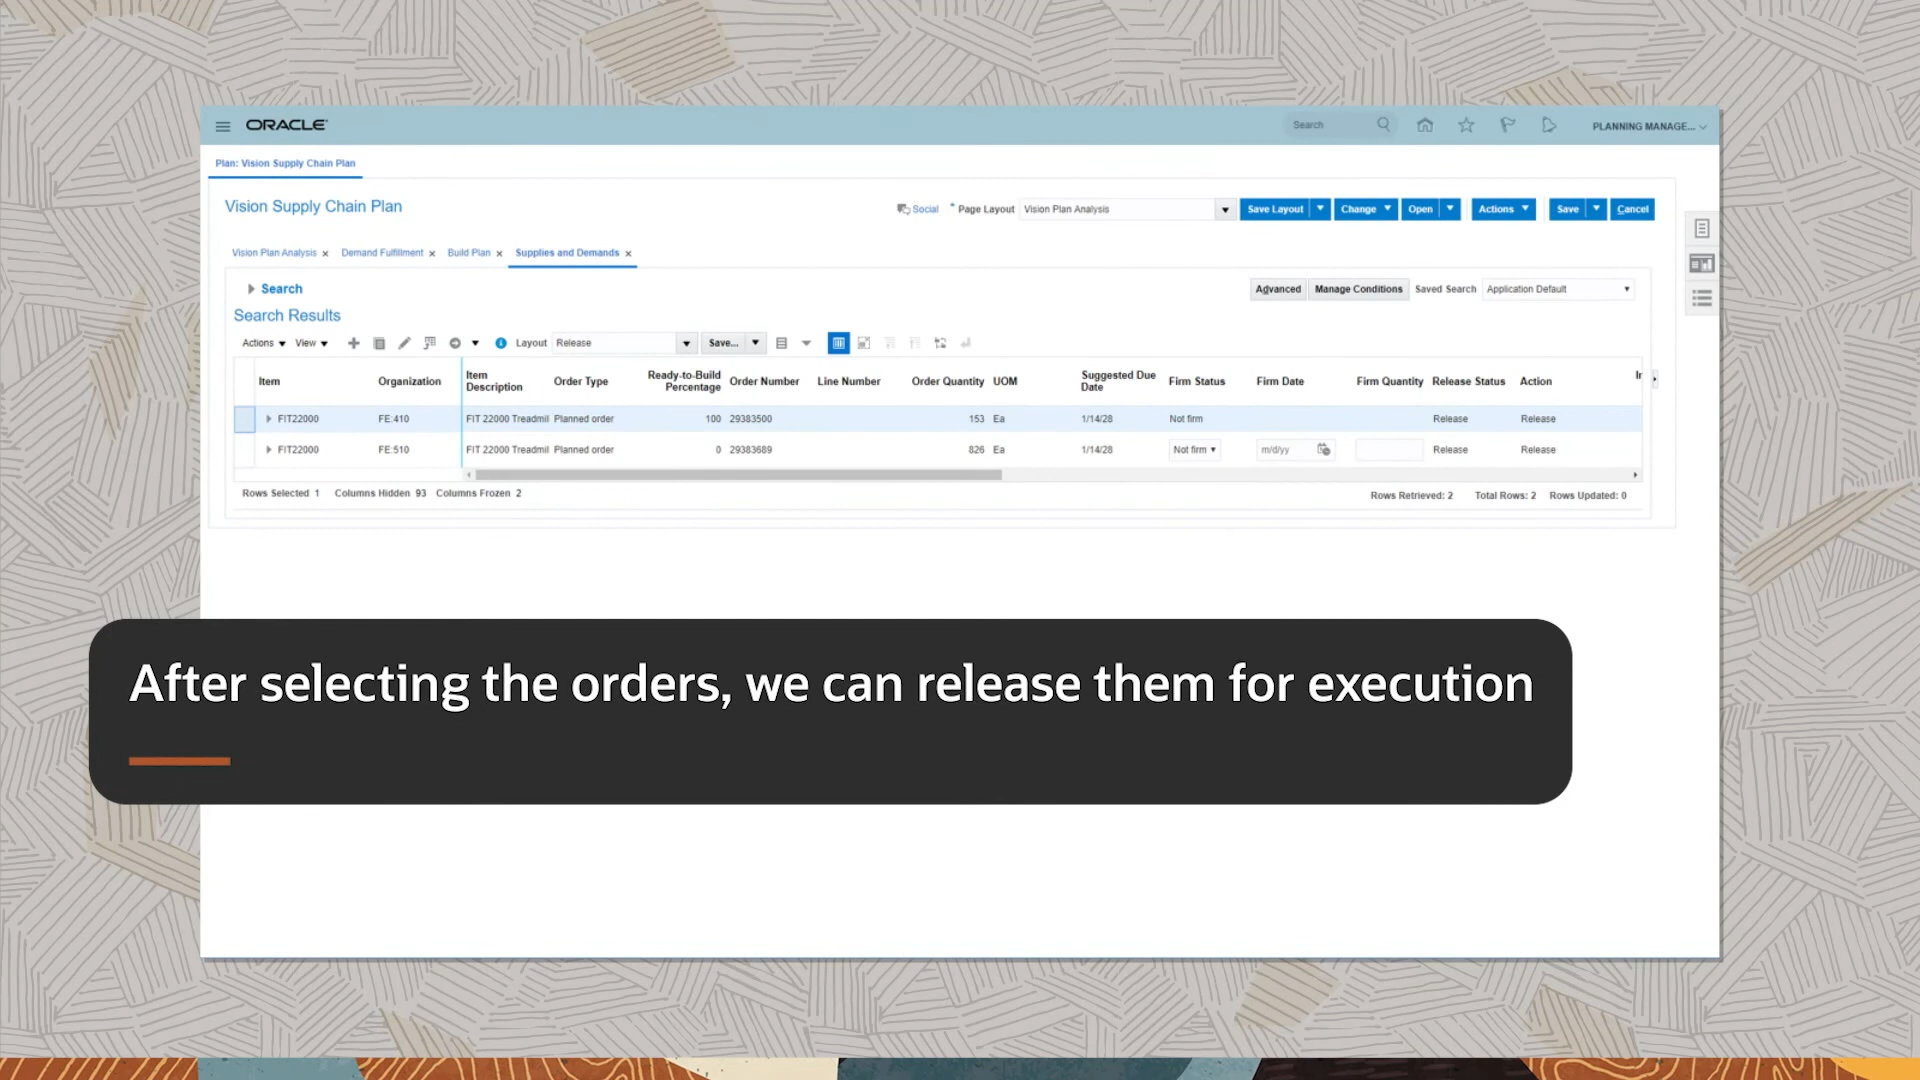 ORACLE
Search
PLANNING MANAGE...
Plan: Vision Supply Chain Plan
Vision Supply Chain Plan
Social * Page Layout Vision Plan Analysis Save Layout Change Open Actions Save Cancel
Vision Plan Analysis x Demand Fulfillment x Build Plan x Supplies and Demands x
Search
Advanced Manage Conditions Saved Search Application Default
Search Results
Actions View Layout Release Save...
Item Organization Item Description Order Type Ready-to-Build Percentage Order Number Line Number Order Quantity UOM Suggested Due Date Firm Status Firm Date Firm Quantity Release Status Action
FIT22000 FE:410 FIT 22000 Treadmil Planned order 100 29383500 153 Ea 1/14/28 Not firm Release Release
FIT22000 FE:510 FIT 22000 Treadmil Planned order 0 29383689 826 Ea 1/14/28 Not firm m/d/yy Release Release
Rows Selected 1 Columns Hidden 93 Columns Frozen 2
Rows Retrieved: 2 Total Rows: 2 Rows Updated: 0
After selecting the orders, we can release them for execution